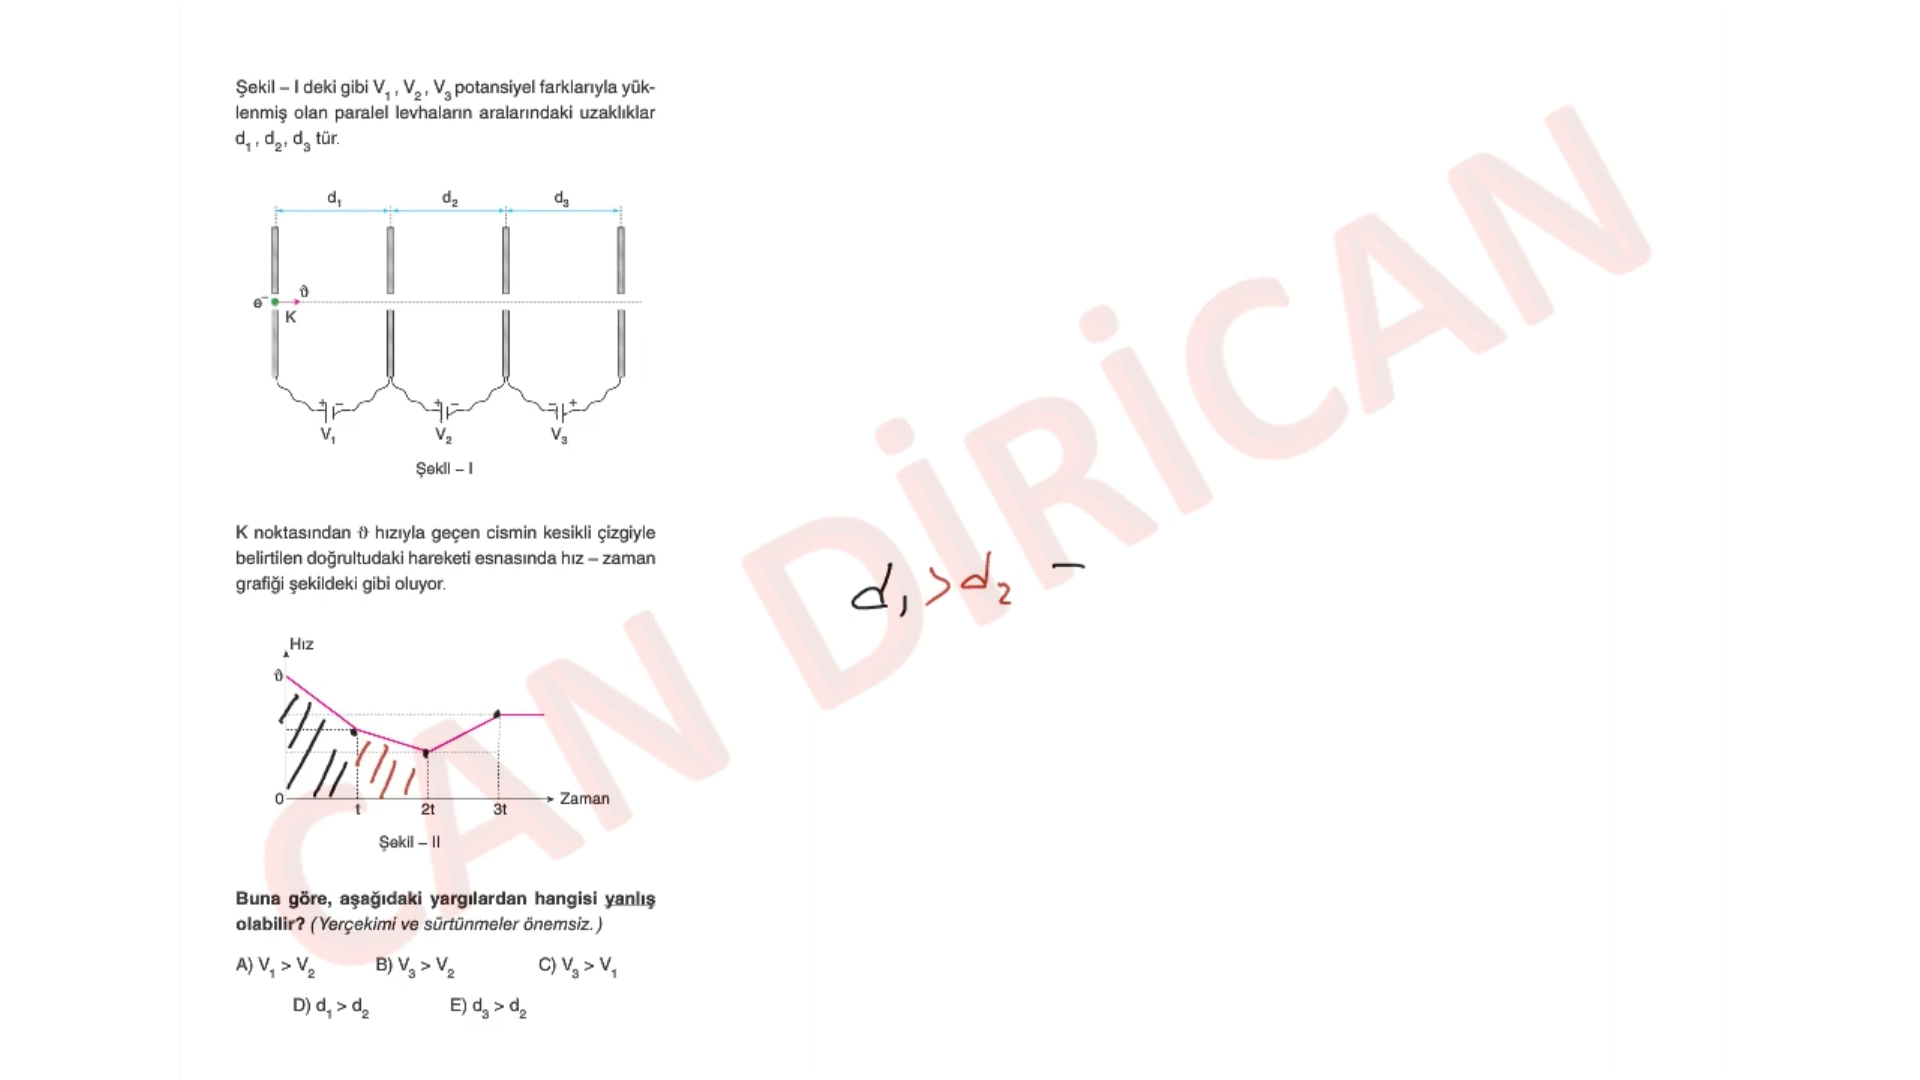 Şekil – I deki gibi V₁ , V₂ , V₃ potansiyel farklarıyla yük-
lenmiş olan paralel levhaların aralarındaki uzaklıklar
d₁ , d₂, d₃ tür.
d₁ d₂ d₃
e⁻ ϑ
K
+ – + – – +
V₁ V₂ V₃
Şekil – I
K noktasından ϑ hızıyla geçen cismin kesikli çizgiyle
belirtilen doğrultudaki hareketi esnasında hız – zaman
grafiği şekildeki gibi oluyor.
d₁ > d₂ –
Hız
ϑ
0 t 2t 3t Zaman
Şekil – II
Buna göre, aşağıdaki yargılardan hangisi yanlış
olabilir? (Yerçekimi ve sürtünmeler önemsiz.)
A) V₁ > V₂ B) V₃ > V₂ C) V₃ > V₁
D) d₁ > d₂ E) d₃ > d₂
CAN DİRİCAN